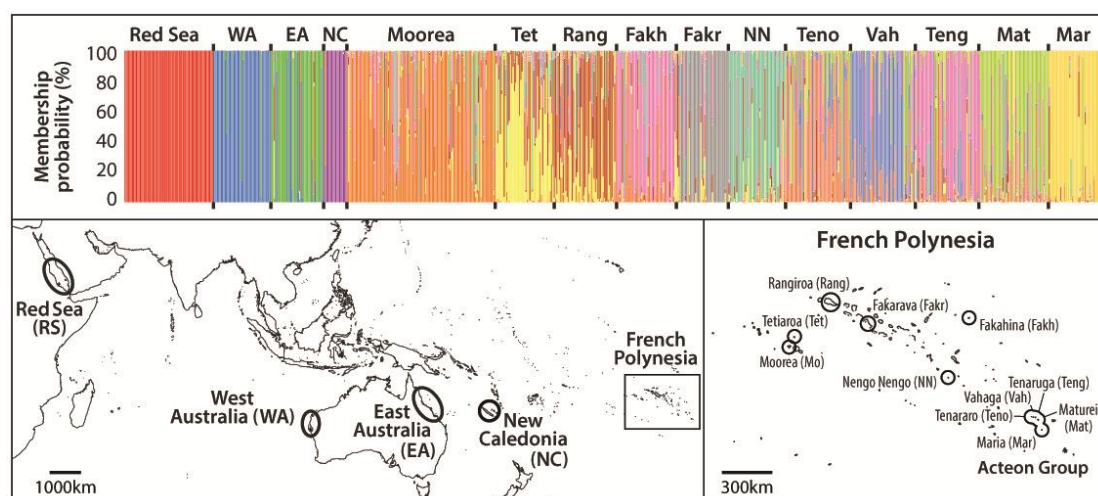 Red Sea WA EA NC Moorea Tet Rang Fakh Fakr NN Teno Vah Teng Mat Mar
Membership
probability (%)
100
80
60
40
20
0
Red Sea
(RS)
West
Australia (WA)
East
Australia
(EA)
New
Caledonia
(NC)
French
Polynesia
1000km
French Polynesia
Rangiroa (Rang)
Fakarava (Fakr)
Tetiaroa (Tet)
Fakahina (Fakh)
Moorea (Mo)
Nengo Nengo (NN)
Tenaruga (Teng)
Vahaga (Vah)
Tenararo (Teno)
Maturei
(Mat)
Maria (Mar)
Acteon Group
300km